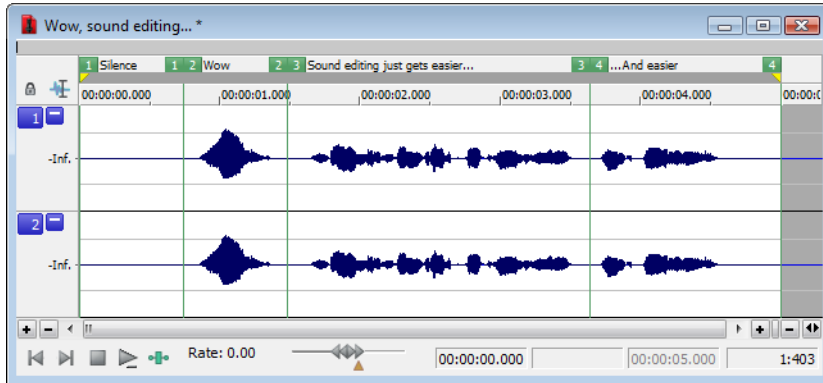 Wow, sound editing... *
1 Silence 1 2 Wow 2 3 Sound editing just gets easier... 3 4 ...And easier 4
00:00:00.000 00:00:01.000 00:00:02.000 00:00:03.000 00:00:04.000 00:00:0
1
-Inf.
2
-Inf.
Rate: 0.00 00:00:00.000 00:00:05.000 1:403